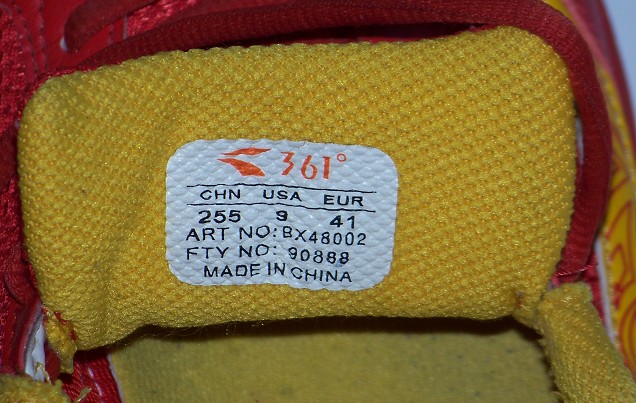 361°
CHN USA EUR
255 9 41
ART NO: BX48002
FTY NO: 90888
MADE IN CHINA